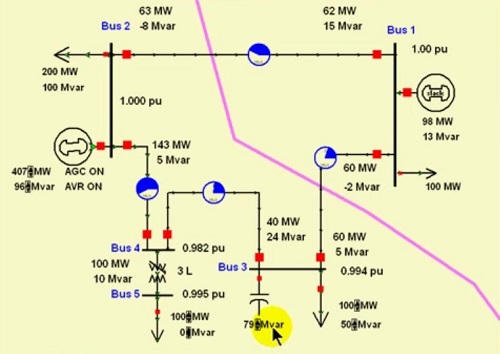 63 MW
-8 Mvar
62 MW
15 Mvar
Bus 2
Bus 1
1.00 pu
200 MW
100 Mvar
1.000 pu
slack
98 MW
13 Mvar
143 MW
5 Mvar
407 MW
96 Mvar
AGC ON
AVR ON
60 MW
-2 Mvar
100 MW
40 MW
24 Mvar
60 MW
5 Mvar
Bus 4
0.982 pu
100 MW
10 Mvar
3 L
Bus 3
0.994 pu
Bus 5
0.995 pu
100 MW
0 Mvar
79 Mvar
100 MW
50 Mvar